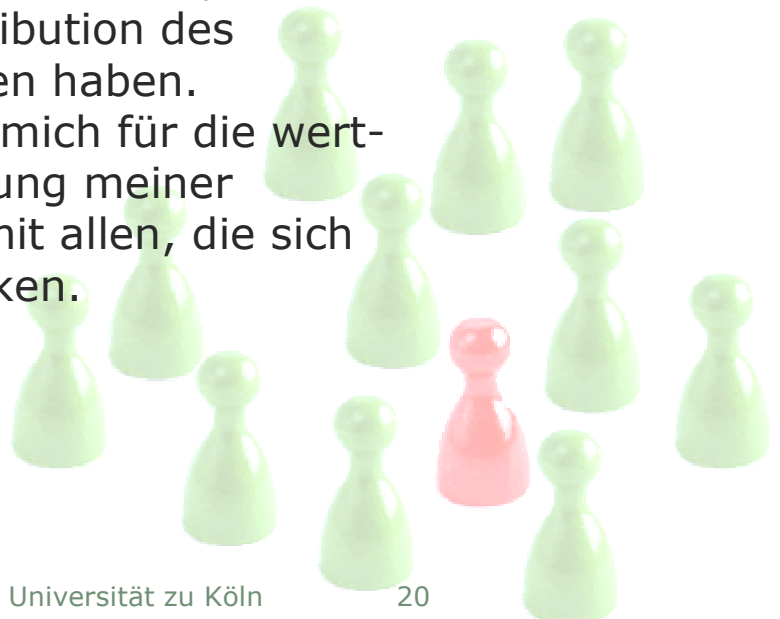 ibution des
en haben.
mich für die wert-
ung meiner
nit allen, die sich
ken.
Universität zu Köln 20